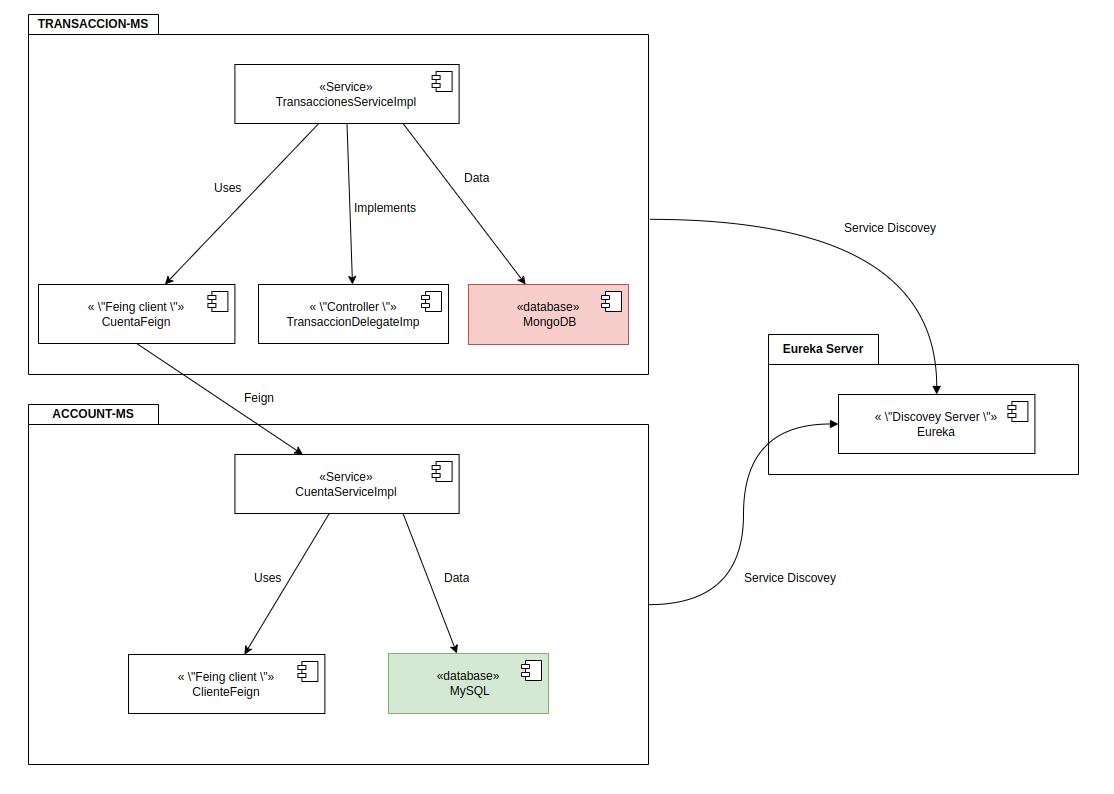 TRANSACCION-MS
«Service»
TransaccionesServiceImpl
Uses
Implements
Data
« \"Feing client \"»
CuentaFeign
« \"Controller \"»
TransaccionDelegateImp
«database»
MongoDB
Service Discovey
Eureka Server
« \"Discovey Server \"»
Eureka
Feign
ACCOUNT-MS
«Service»
CuentaServiceImpl
Uses
Data
Service Discovey
« \"Feing client \"»
ClienteFeign
«database»
MySQL